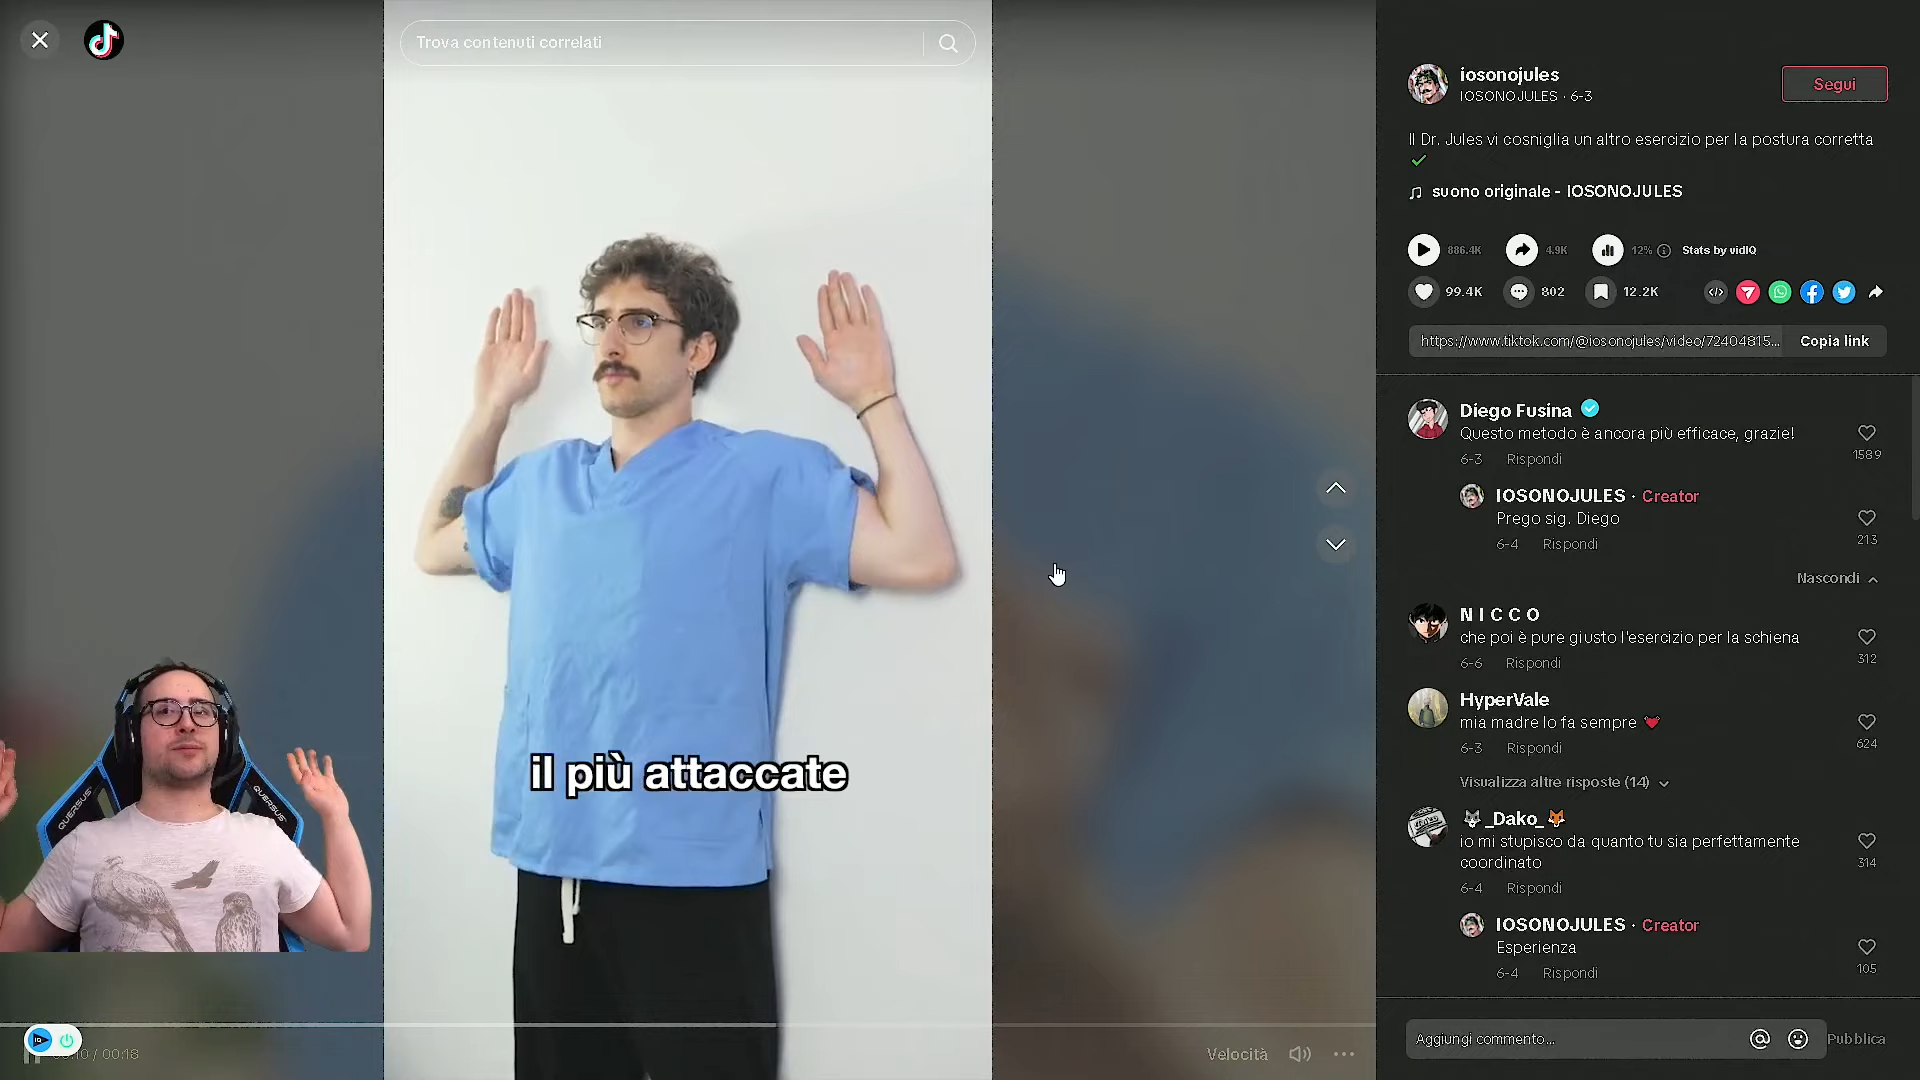 Trova contenuti correlati
iosonojules
IOSONOJULES · 6-3
Segui
Il Dr. Jules vi cosniglia un altro esercizio per la postura corretta
suono originale - IOSONOJULES
886.4K
4.9K
12%
Stats by vidIQ
99.4K
802
12.2K
https://www.tiktok.com/@iosonojules/video/72404815...
Copia link
Diego Fusina
Questo metodo è ancora più efficace, grazie!
6-3 Rispondi
1589
IOSONOJULES · Creator
Prego sig. Diego
6-4 Rispondi
213
Nascondi
N I C C O
che poi è pure giusto l'esercizio per la schiena
6-6 Rispondi
312
HyperVale
mia madre lo fa sempre
6-3 Rispondi
624
Visualizza altre risposte (14)
_Dako_
io mi stupisco da quanto tu sia perfettamente
coordinato
6-4 Rispondi
314
IOSONOJULES · Creator
Esperienza
6-4 Rispondi
105
Aggiungi commento...
Pubblica
il più attaccate
QUERSUS
QUERSUS
IQ
/ 00:18
Velocità